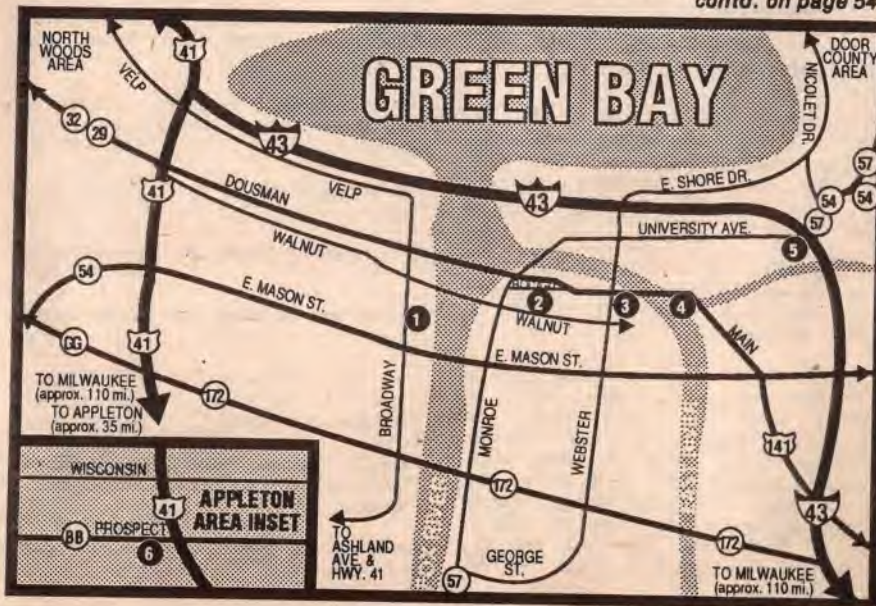 contd. on page 54
NORTH
WOODS
AREA
VELP
41
GREEN BAY
NICOLET DR.
DOOR
COUNTY
AREA
32
29
43
57
54
54
57
41
DOUSMAN
VELP
43
E. SHORE DR.
UNIVERSITY AVE.
5
WALNUT
54
E. MASON ST.
1
2
3
4
WALNUT
MAIN
E. MASON ST.
41
GG
TO MILWAUKEE
(approx. 110 mi.)
TO APPLETON
(approx. 35 mi.)
172
BROADWAY
MONROE
WEBSTER
141
WISCONSIN
41
APPLETON
AREA INSET
BB
PROSPECT
6
172
FOX RIVER
43
172
TO
ASHLAND
AVE. &
HWY. 41
57
GEORGE
ST.
TO MILWAUKEE
(approx. 110 mi.)